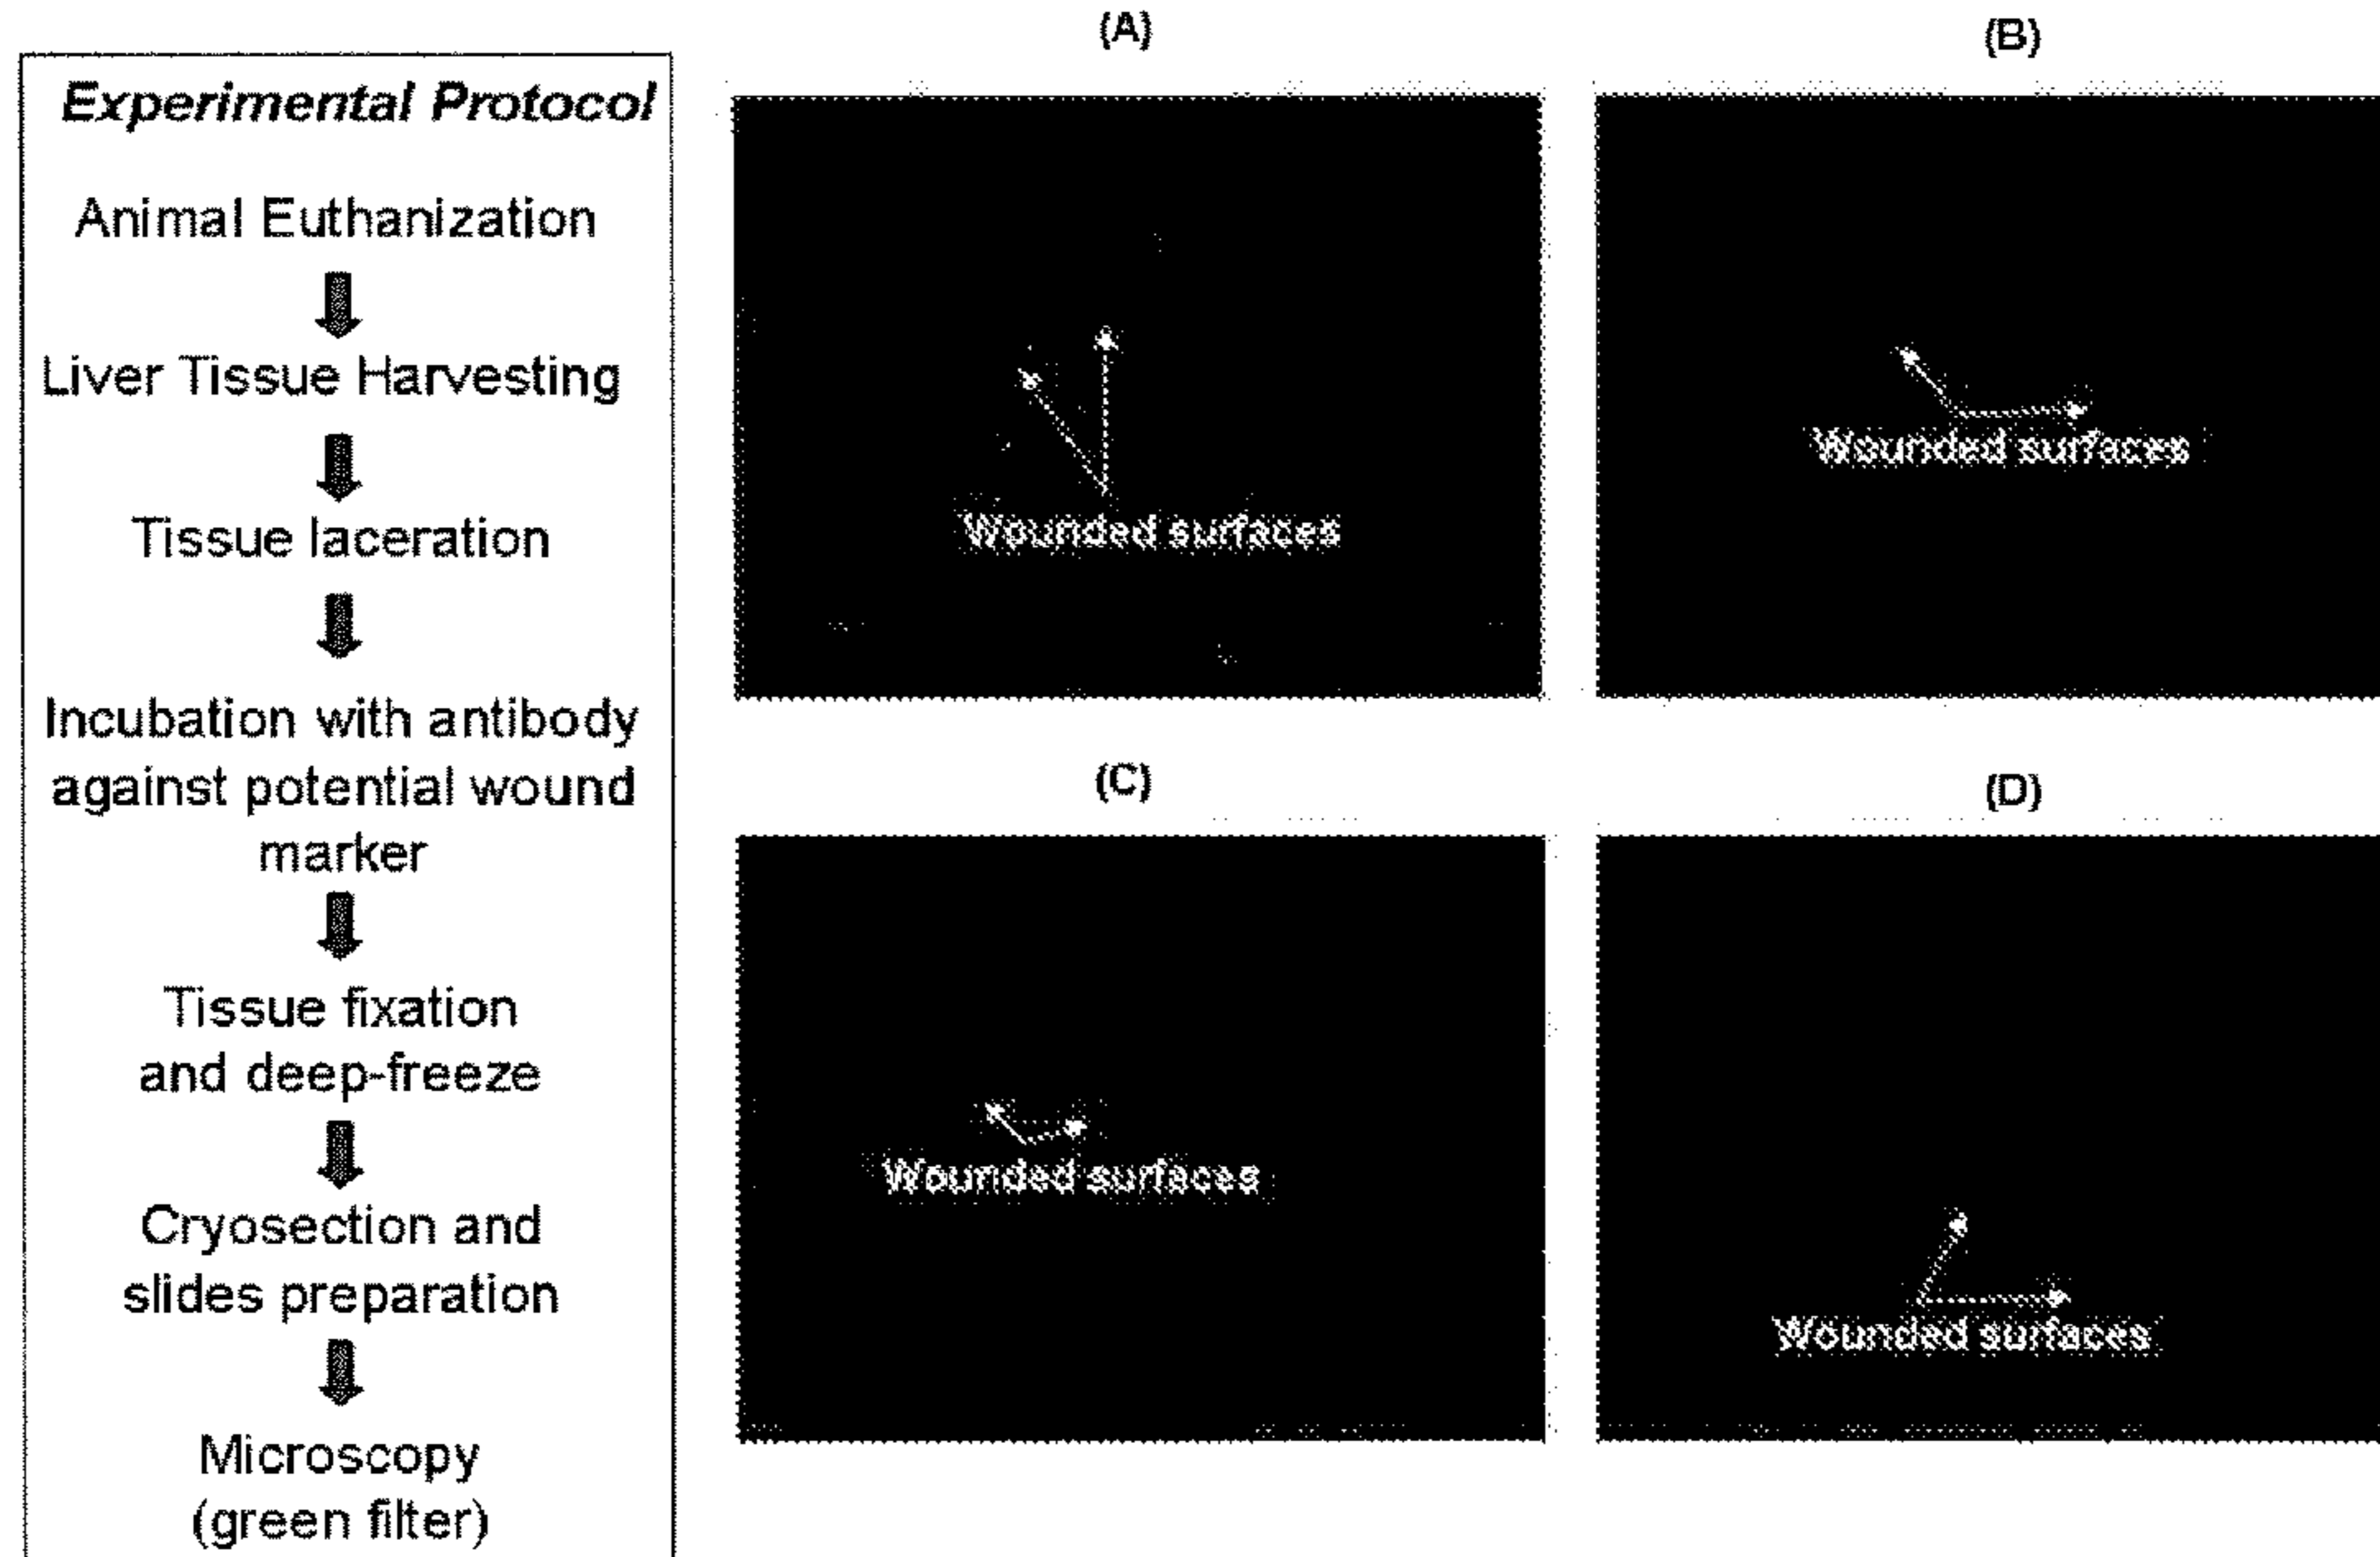 Experimental Protocol
Animal Euthanization
Liver Tissue Harvesting
Tissue laceration
Incubation with antibody
against potential wound
marker
Tissue fixation
and deep-freeze
Cryosection and
slides preparation
Microscopy
(green filter)
(A)
Wounded surfaces
(B)
Wounded surfaces
(C)
Wounded surfaces
(D)
Wounded surfaces